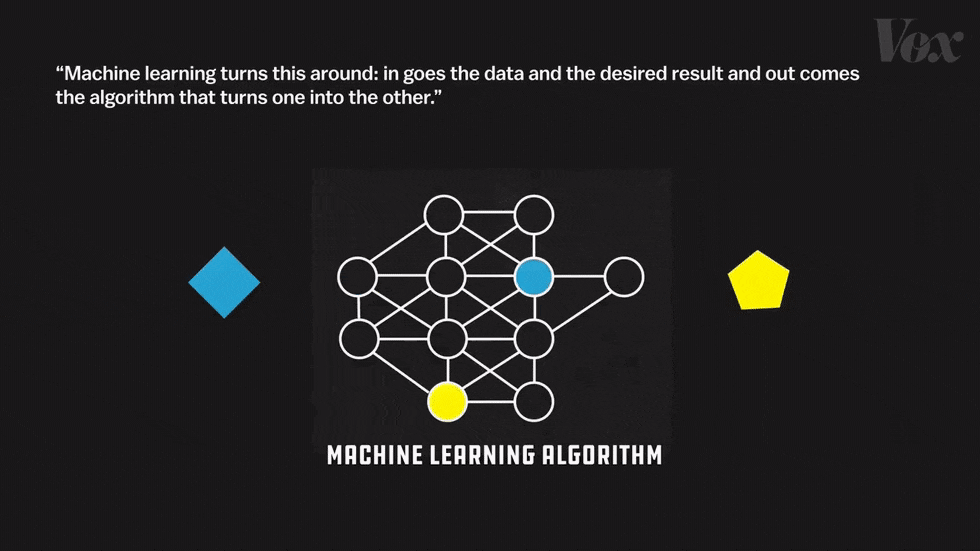 Vox
“Machine learning turns this around: in goes the data and the desired result and out comes
the algorithm that turns one into the other.”
MACHINE LEARNING ALGORITHM